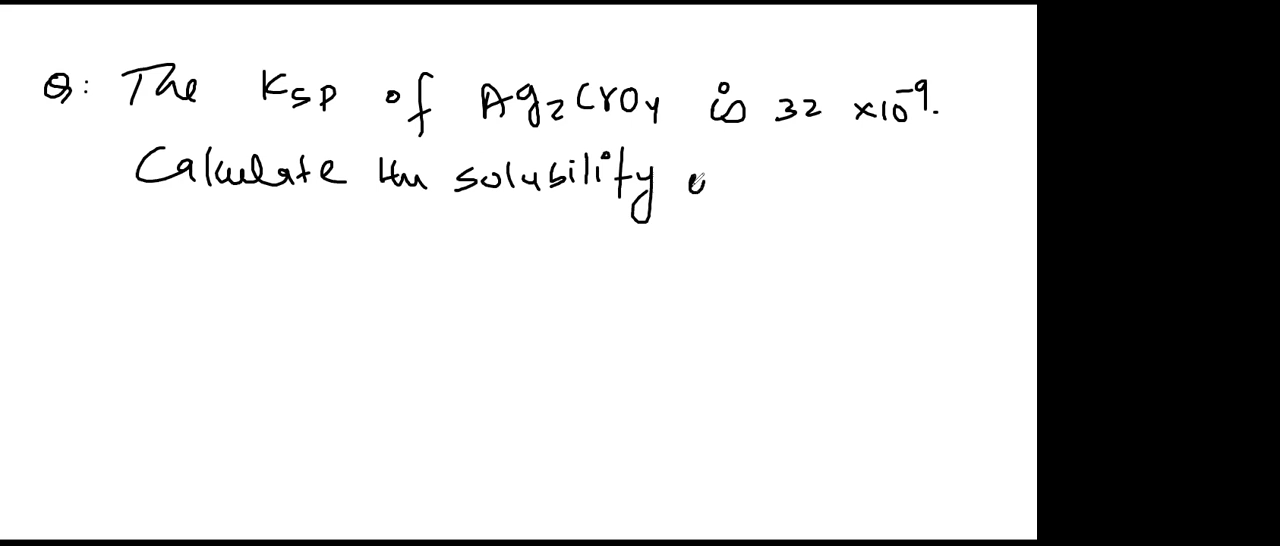 Q: The Ksp of Ag2CrO4 is 32 ×10⁻⁹.
Calculate the solubility